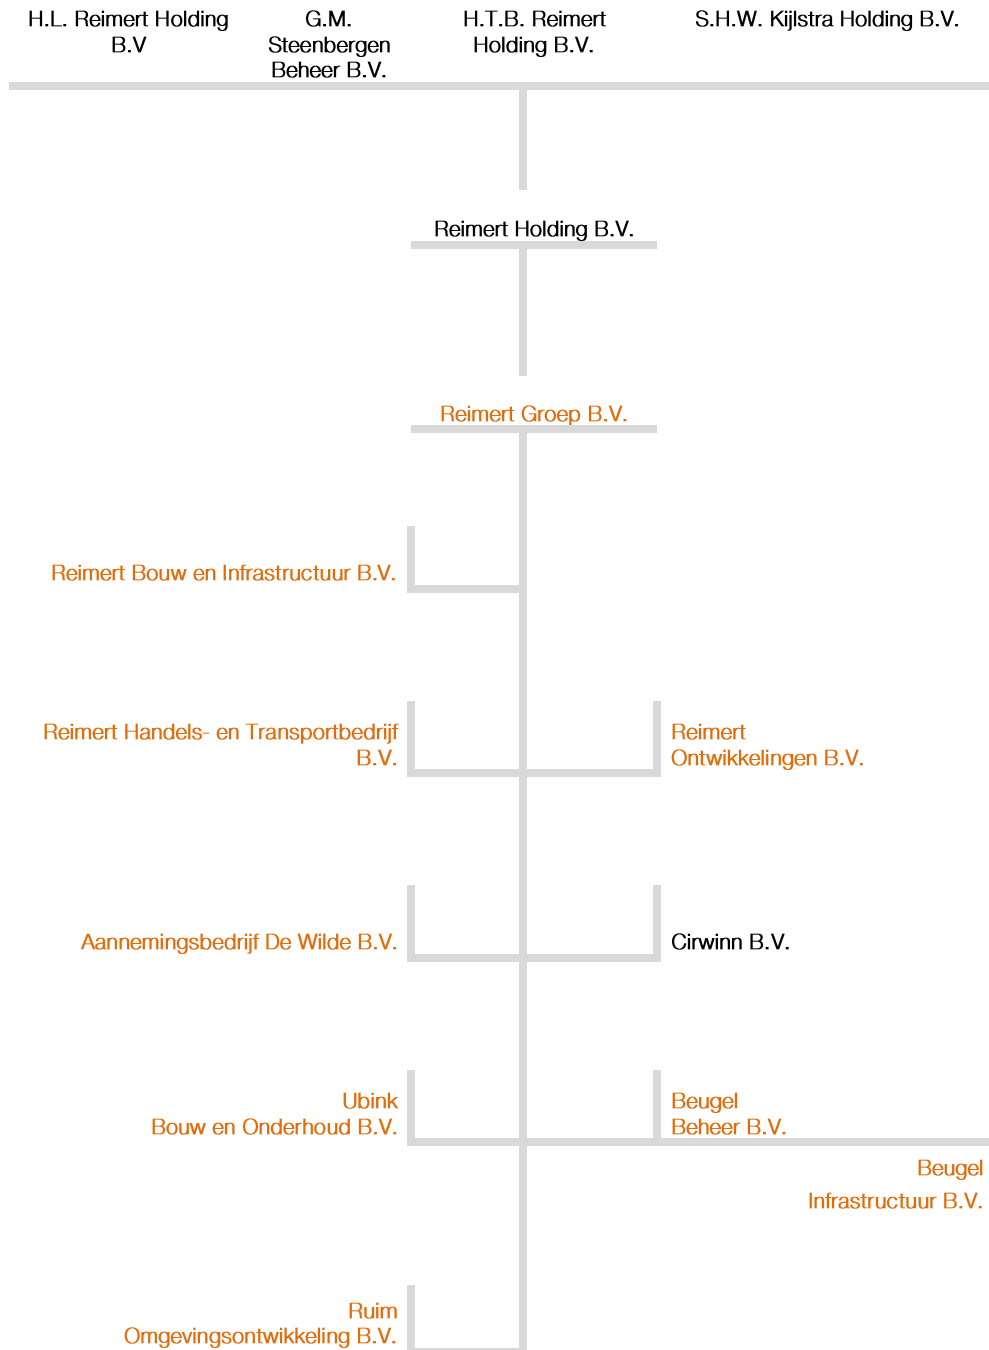 H.L. Reimert Holding
B.V
G.M.
Steenbergen
Beheer B.V.
H.T.B. Reimert
Holding B.V.
S.H.W. Kijlstra Holding B.V.
Reimert Holding B.V.
Reimert Groep B.V.
Reimert Bouw en Infrastructuur B.V.
Reimert Handels- en Transportbedrijf
B.V.
Reimert
Ontwikkelingen B.V.
Aannemingsbedrijf De Wilde B.V.
Cirwinn B.V.
Ubink
Bouw en Onderhoud B.V.
Beugel
Beheer B.V.
Beugel
Infrastructuur B.V.
Ruim
Omgevingsontwikkeling B.V.